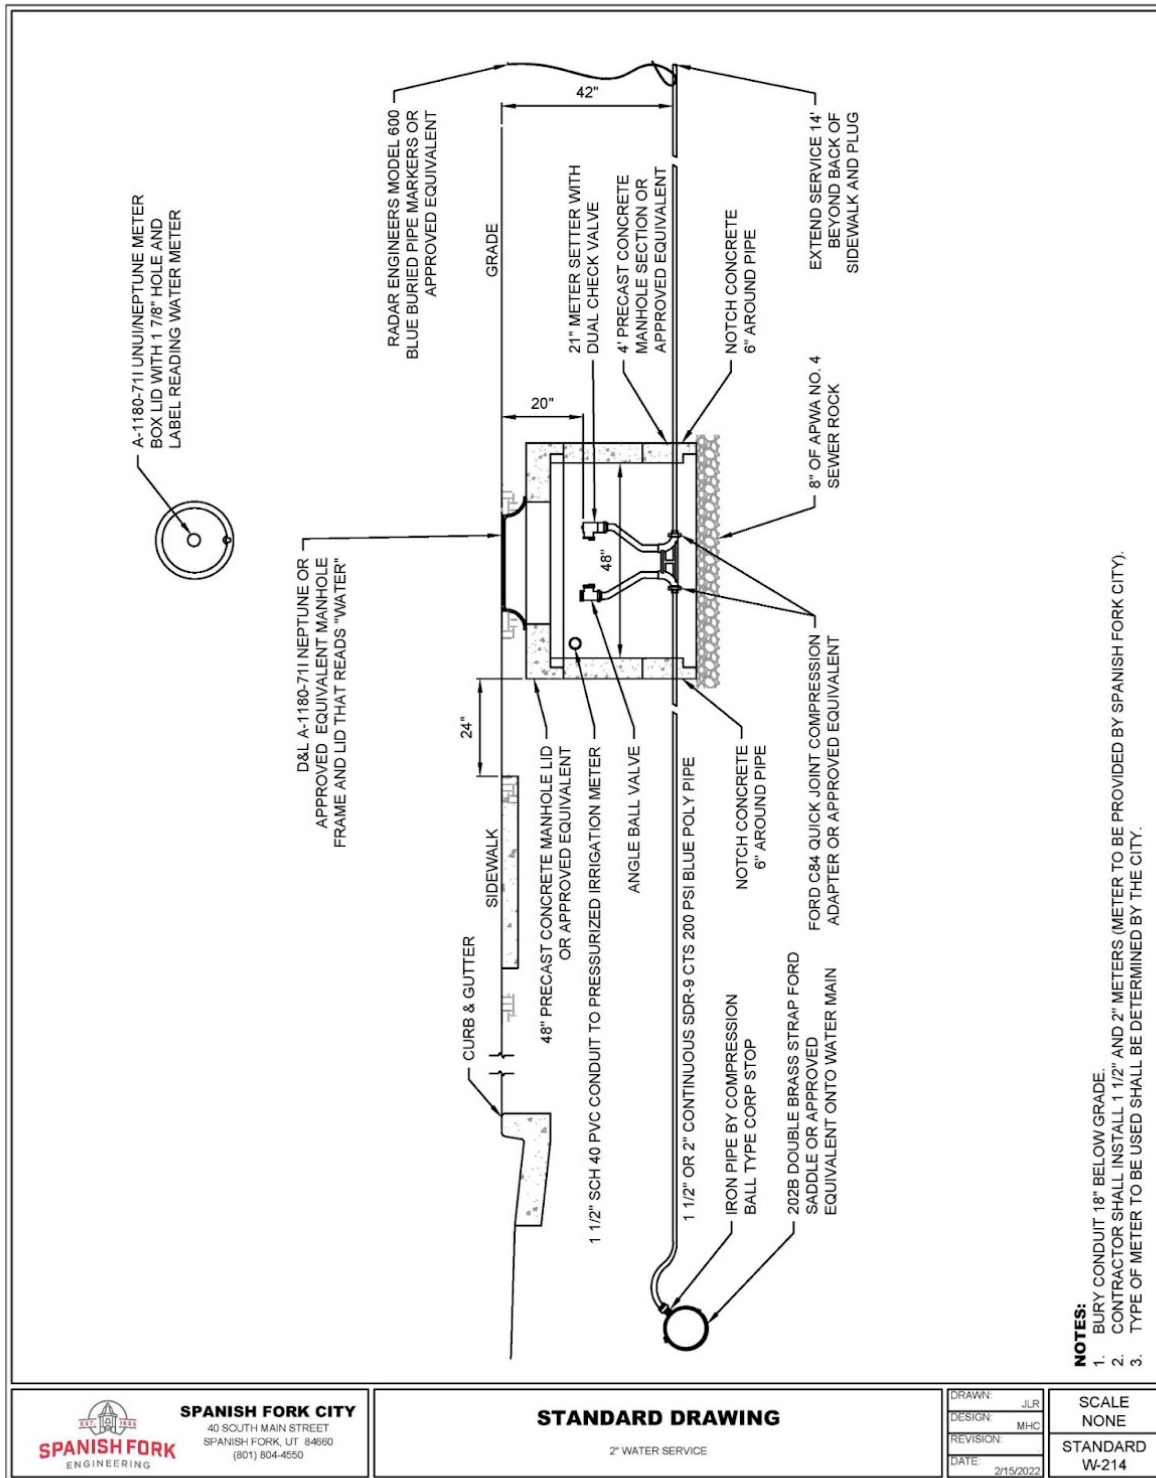 A-1180-71I UNUI/NEPTUNE METER
BOX LID WITH 1 7/8" HOLE AND
LABEL READING WATER METER
RADAR ENGINEERS MODEL 600
BLUE BURIED PIPE MARKERS OR
APPROVED EQUIVALENT
D&L A-1180-71I NEPTUNE OR
APPROVED EQUIVALENT MANHOLE
FRAME AND LID THAT READS "WATER"
CURB & GUTTER
SIDEWALK
24"
20"
GRADE
42"
48" PRECAST CONCRETE MANHOLE LID
OR APPROVED EQUIVALENT
1 1/2" SCH 40 PVC CONDUIT TO PRESSURIZED IRRIGATION METER
ANGLE BALL VALVE
48"
21" METER SETTER WITH
DUAL CHECK VALVE
4' PRECAST CONCRETE
MANHOLE SECTION OR
APPROVED EQUIVALENT
1 1/2" OR 2" CONTINUOUS SDR-9 CTS 200 PSI BLUE POLY PIPE
IRON PIPE BY COMPRESSION
BALL TYPE CORP STOP
202B DOUBLE BRASS STRAP FORD
SADDLE OR APPROVED
EQUIVALENT ONTO WATER MAIN
NOTCH CONCRETE
6" AROUND PIPE
FORD C84 QUICK JOINT COMPRESSION
ADAPTER OR APPROVED EQUIVALENT
NOTCH CONCRETE
6" AROUND PIPE
8" OF APWA NO. 4
SEWER ROCK
EXTEND SERVICE 14'
BEYOND BACK OF
SIDEWALK AND PLUG
NOTES:
1. BURY CONDUIT 18" BELOW GRADE.
2. CONTRACTOR SHALL INSTALL 1 1/2" AND 2" METERS (METER TO BE PROVIDED BY SPANISH FORK CITY).
3. TYPE OF METER TO BE USED SHALL BE DETERMINED BY THE CITY.
EST. 1855
SPANISH FORK
ENGINEERING
SPANISH FORK CITY
40 SOUTH MAIN STREET
SPANISH FORK, UT 84660
(801) 804-4550
STANDARD DRAWING
2" WATER SERVICE
DRAWN: JLR
DESIGN: MHC
REVISION: .
DATE: 2/15/2022
SCALE
NONE
STANDARD
W-214